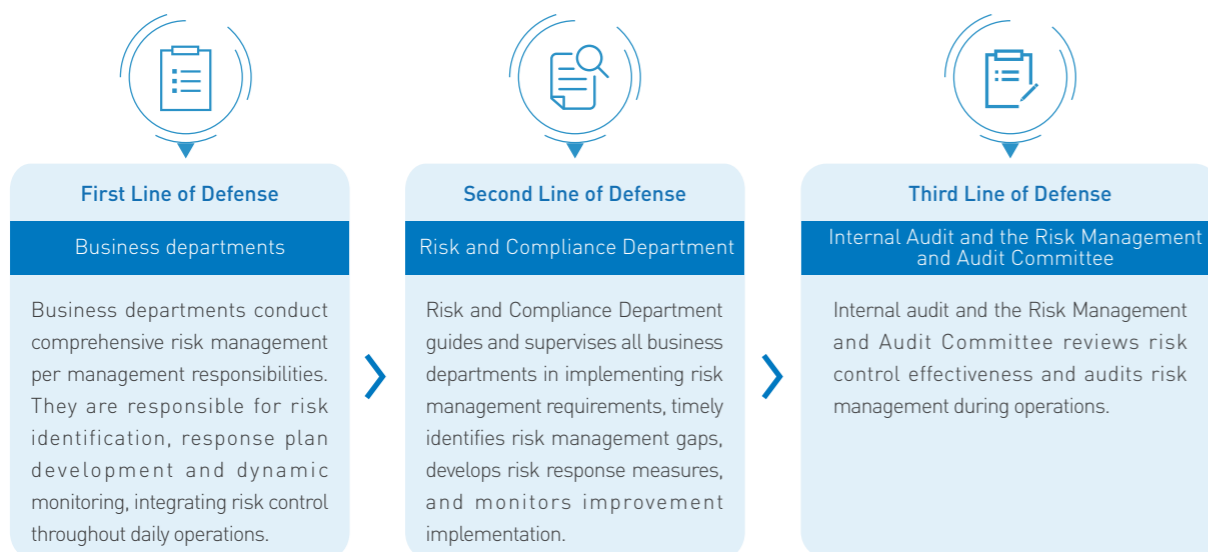 First Line of Defense
Business departments
Business departments conduct
comprehensive risk management
per management responsibilities.
They are responsible for risk
identification, response plan
development and dynamic
monitoring, integrating risk control
throughout daily operations.
Second Line of Defense
Risk and Compliance Department
Risk and Compliance Department
guides and supervises all business
departments in implementing risk
management requirements, timely
identifies risk management gaps,
develops risk response measures,
and monitors improvement
implementation.
Third Line of Defense
Internal Audit and the Risk Management
and Audit Committee
Internal audit and the Risk Management
and Audit Committee reviews risk
control effectiveness and audits risk
management during operations.